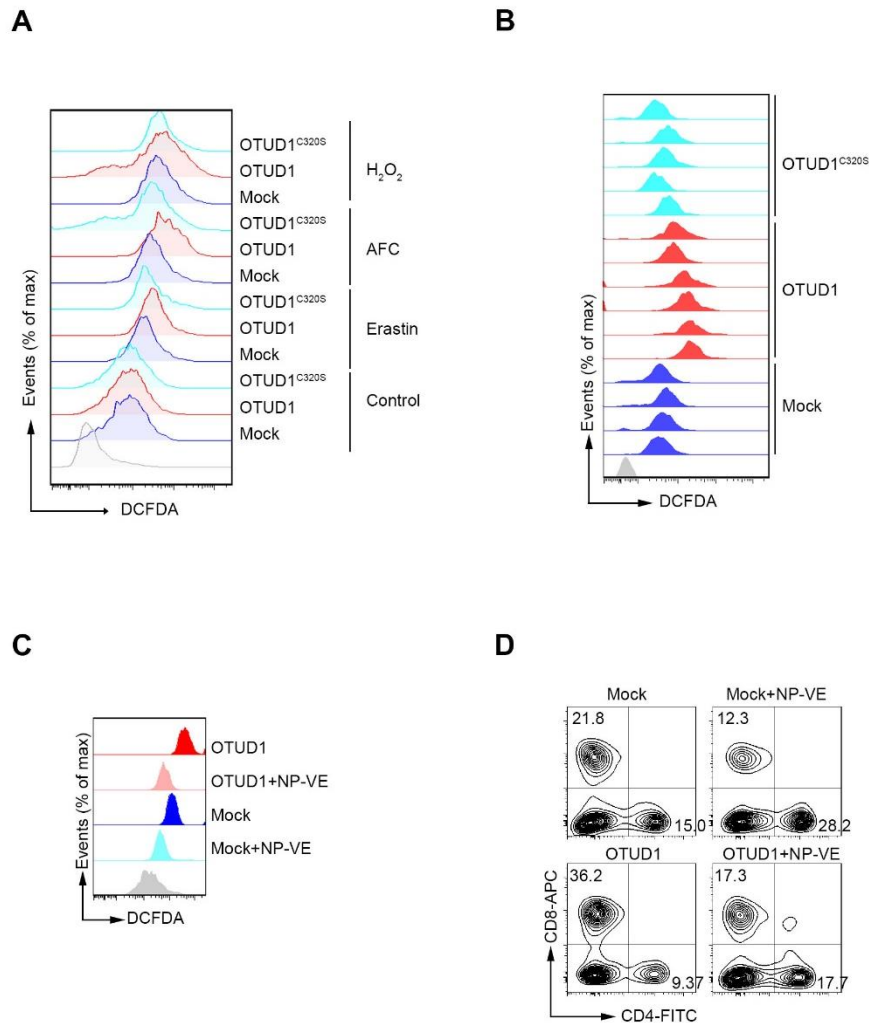 A
OTUD1C320S
OTUD1
Mock
H2O2
OTUD1C320S
OTUD1
Mock
AFC
OTUD1C320S
OTUD1
Mock
Erastin
OTUD1C320S
OTUD1
Mock
Control
Events (% of max)
DCFDA
B
OTUD1C320S
OTUD1
Mock
Events (% of max)
DCFDA
C
OTUD1
OTUD1+NP-VE
Mock
Mock+NP-VE
Events (% of max)
DCFDA
D
Mock
21.8
15.0
Mock+NP-VE
12.3
28.2
OTUD1
36.2
9.37
OTUD1+NP-VE
17.3
17.7
CD8-APC
CD4-FITC